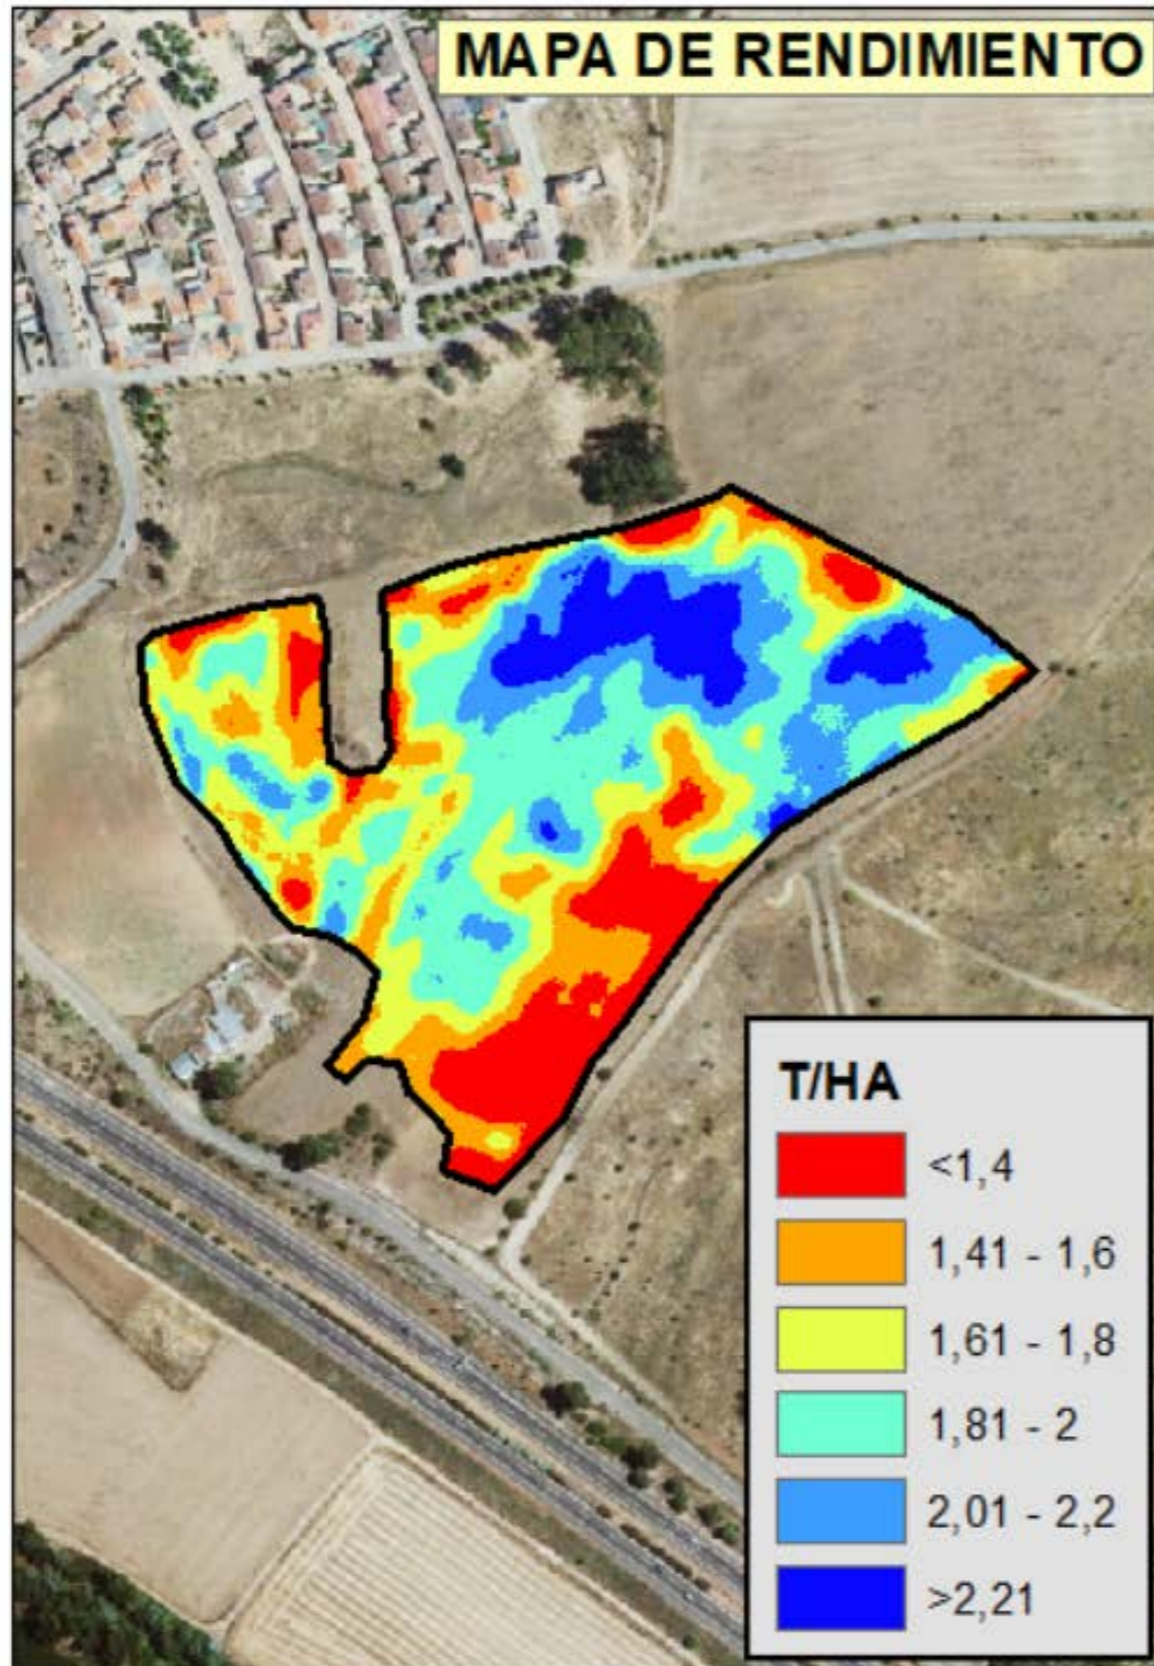 MAPA DE RENDIMIENTO
T/HA
<1,4
1,41 - 1,6
1,61 - 1,8
1,81 - 2
2,01 - 2,2
>2,21